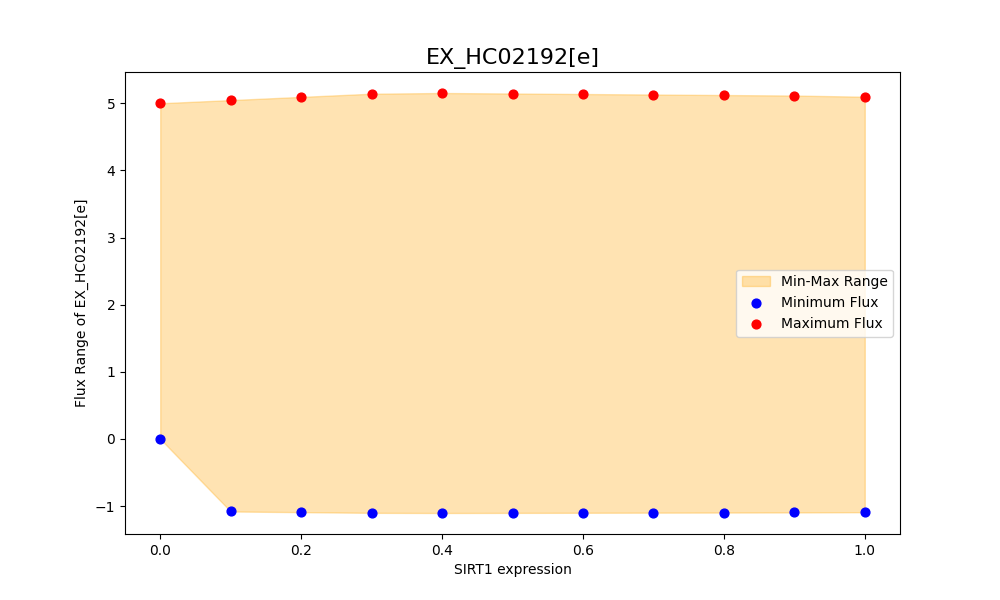 EX_HC02192[e]
Flux Range of EX_HC02192[e]
5
4
3
2
1
0
−1
0.0
0.2
0.4
0.6
0.8
1.0
SIRT1 expression
Min-Max Range
Minimum Flux
Maximum Flux